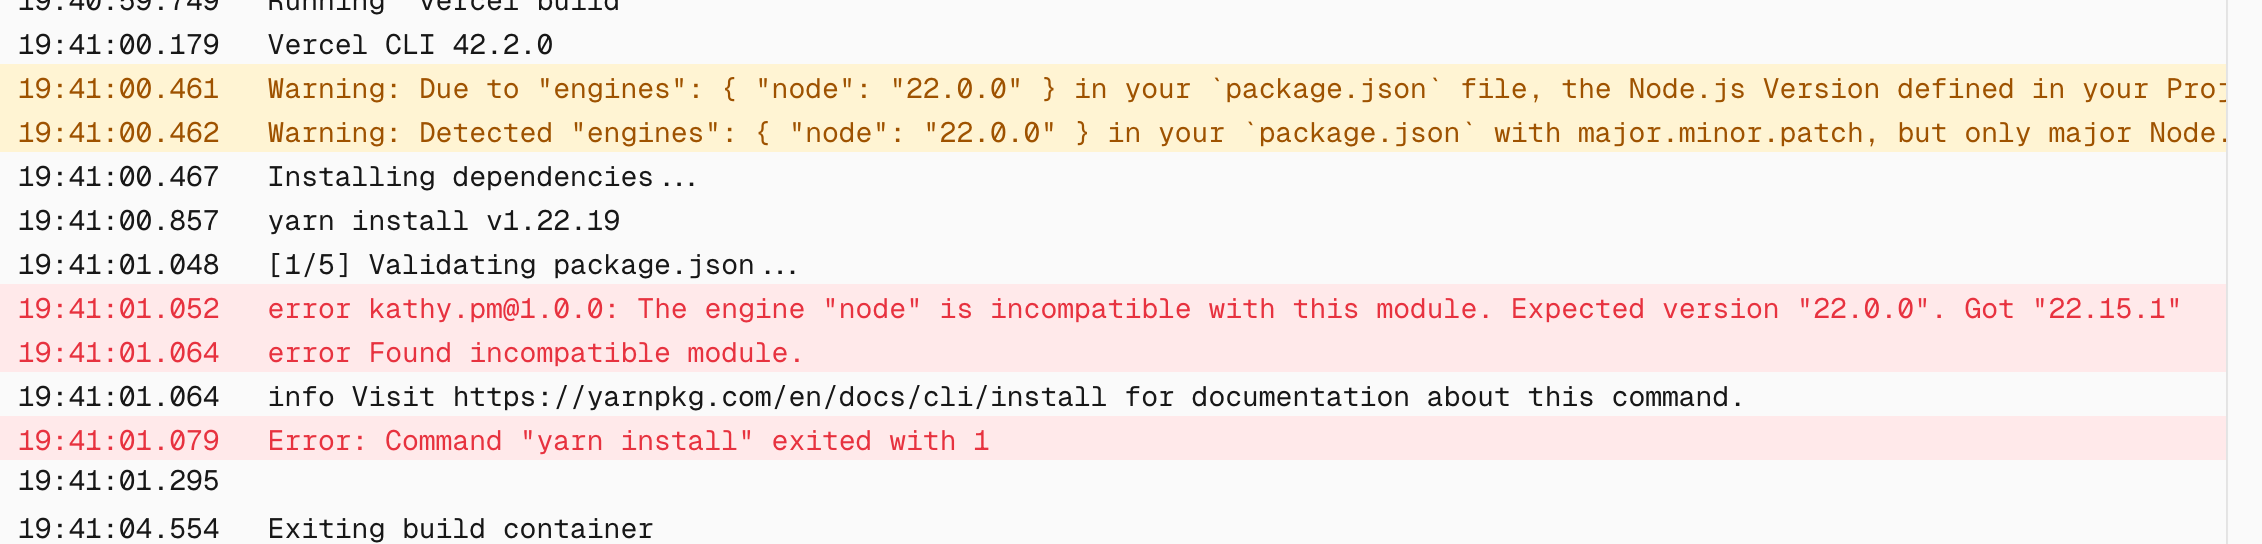 19:40:59.749 Running "vercel build"
19:41:00.179 Vercel CLI 42.2.0
19:41:00.461 Warning: Due to "engines": { "node": "22.0.0" } in your `package.json` file, the Node.js Version defined in your Proj
19:41:00.462 Warning: Detected "engines": { "node": "22.0.0" } in your `package.json` with major.minor.patch, but only major Node.
19:41:00.467 Installing dependencies...
19:41:00.857 yarn install v1.22.19
19:41:01.048 [1/5] Validating package.json...
19:41:01.052 error kathy.pm@1.0.0: The engine "node" is incompatible with this module. Expected version "22.0.0". Got "22.15.1"
19:41:01.064 error Found incompatible module.
19:41:01.064 info Visit https://yarnpkg.com/en/docs/cli/install for documentation about this command.
19:41:01.079 Error: Command "yarn install" exited with 1
19:41:01.295
19:41:04.554 Exiting build container